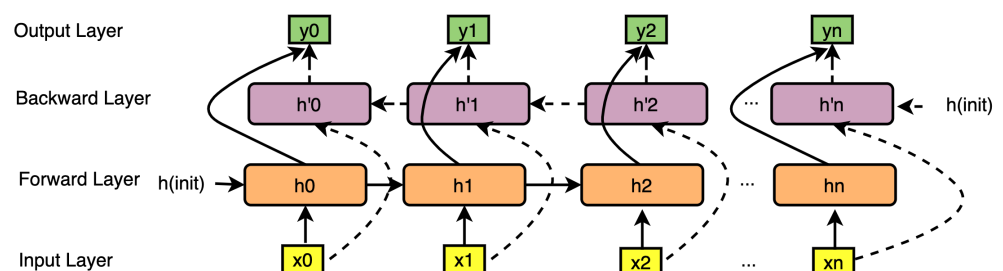 Output Layer y0 y1 y2 yn
Backward Layer h'0 h'1 h'2 ... h'n h(init)
Forward Layer h(init) h0 h1 h2 ... hn
Input Layer x0 x1 x2 ... xn